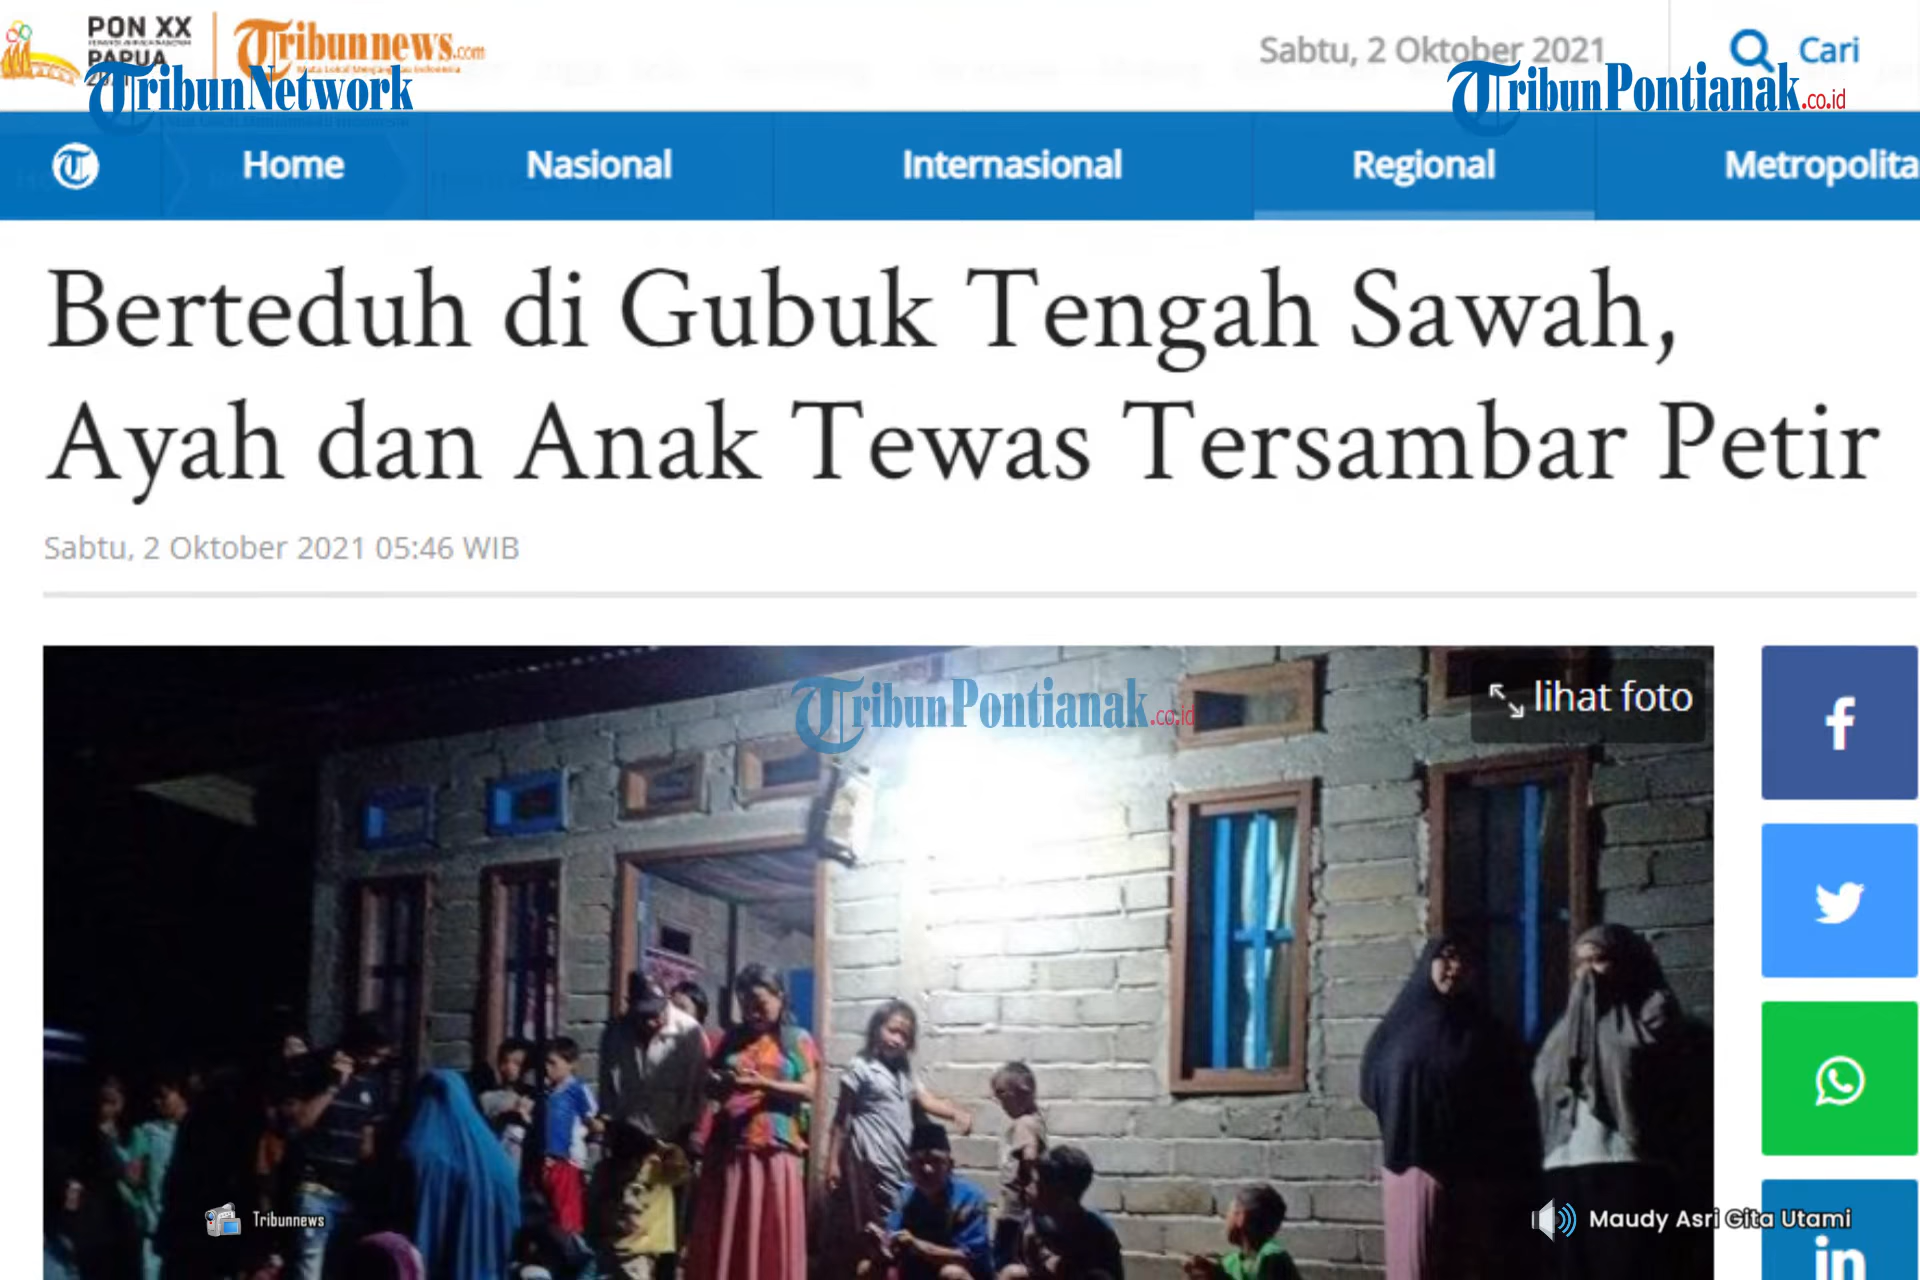 PON XX
PAPUA
Tribunnews.com
Sabtu, 2 Oktober 2021
Cari
TribunNetwork
TribunPontianak.co.id
Home
Nasional
Internasional
Regional
Metropolita
Berteduh di Gubuk Tengah Sawah,
Ayah dan Anak Tewas Tersambar Petir
Sabtu, 2 Oktober 2021 05:46 WIB
TribunPontianak.co.id
lihat foto
Tribunnews
Maudy Asri Gita Utami
in